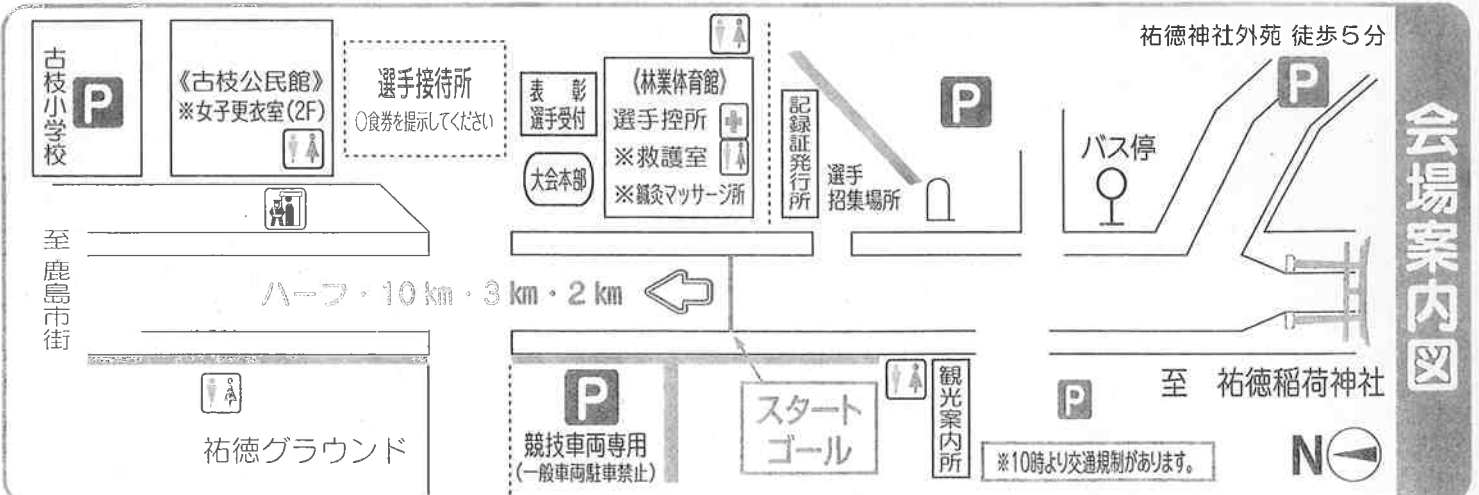 会場案内図
祐徳神社外苑 徒歩5分
古枝小学校
P
《古枝公民館》
※女子更衣室(2F)
選手接待所
○食券を提示してください
表 彰
選手受付
大会本部
《林業体育館》
選手控所
※救護室
※鍼灸マッサージ所
記録証発行所
選手
招集場所
P
バス停
P
至 鹿島市街
ハーフ・10km・3km・2km
祐徳グラウンド
P
競技車両専用
(一般車両駐車禁止)
スタート
ゴール
観光案内所
P
至 祐徳稲荷神社
※10時より交通規制があります。
N